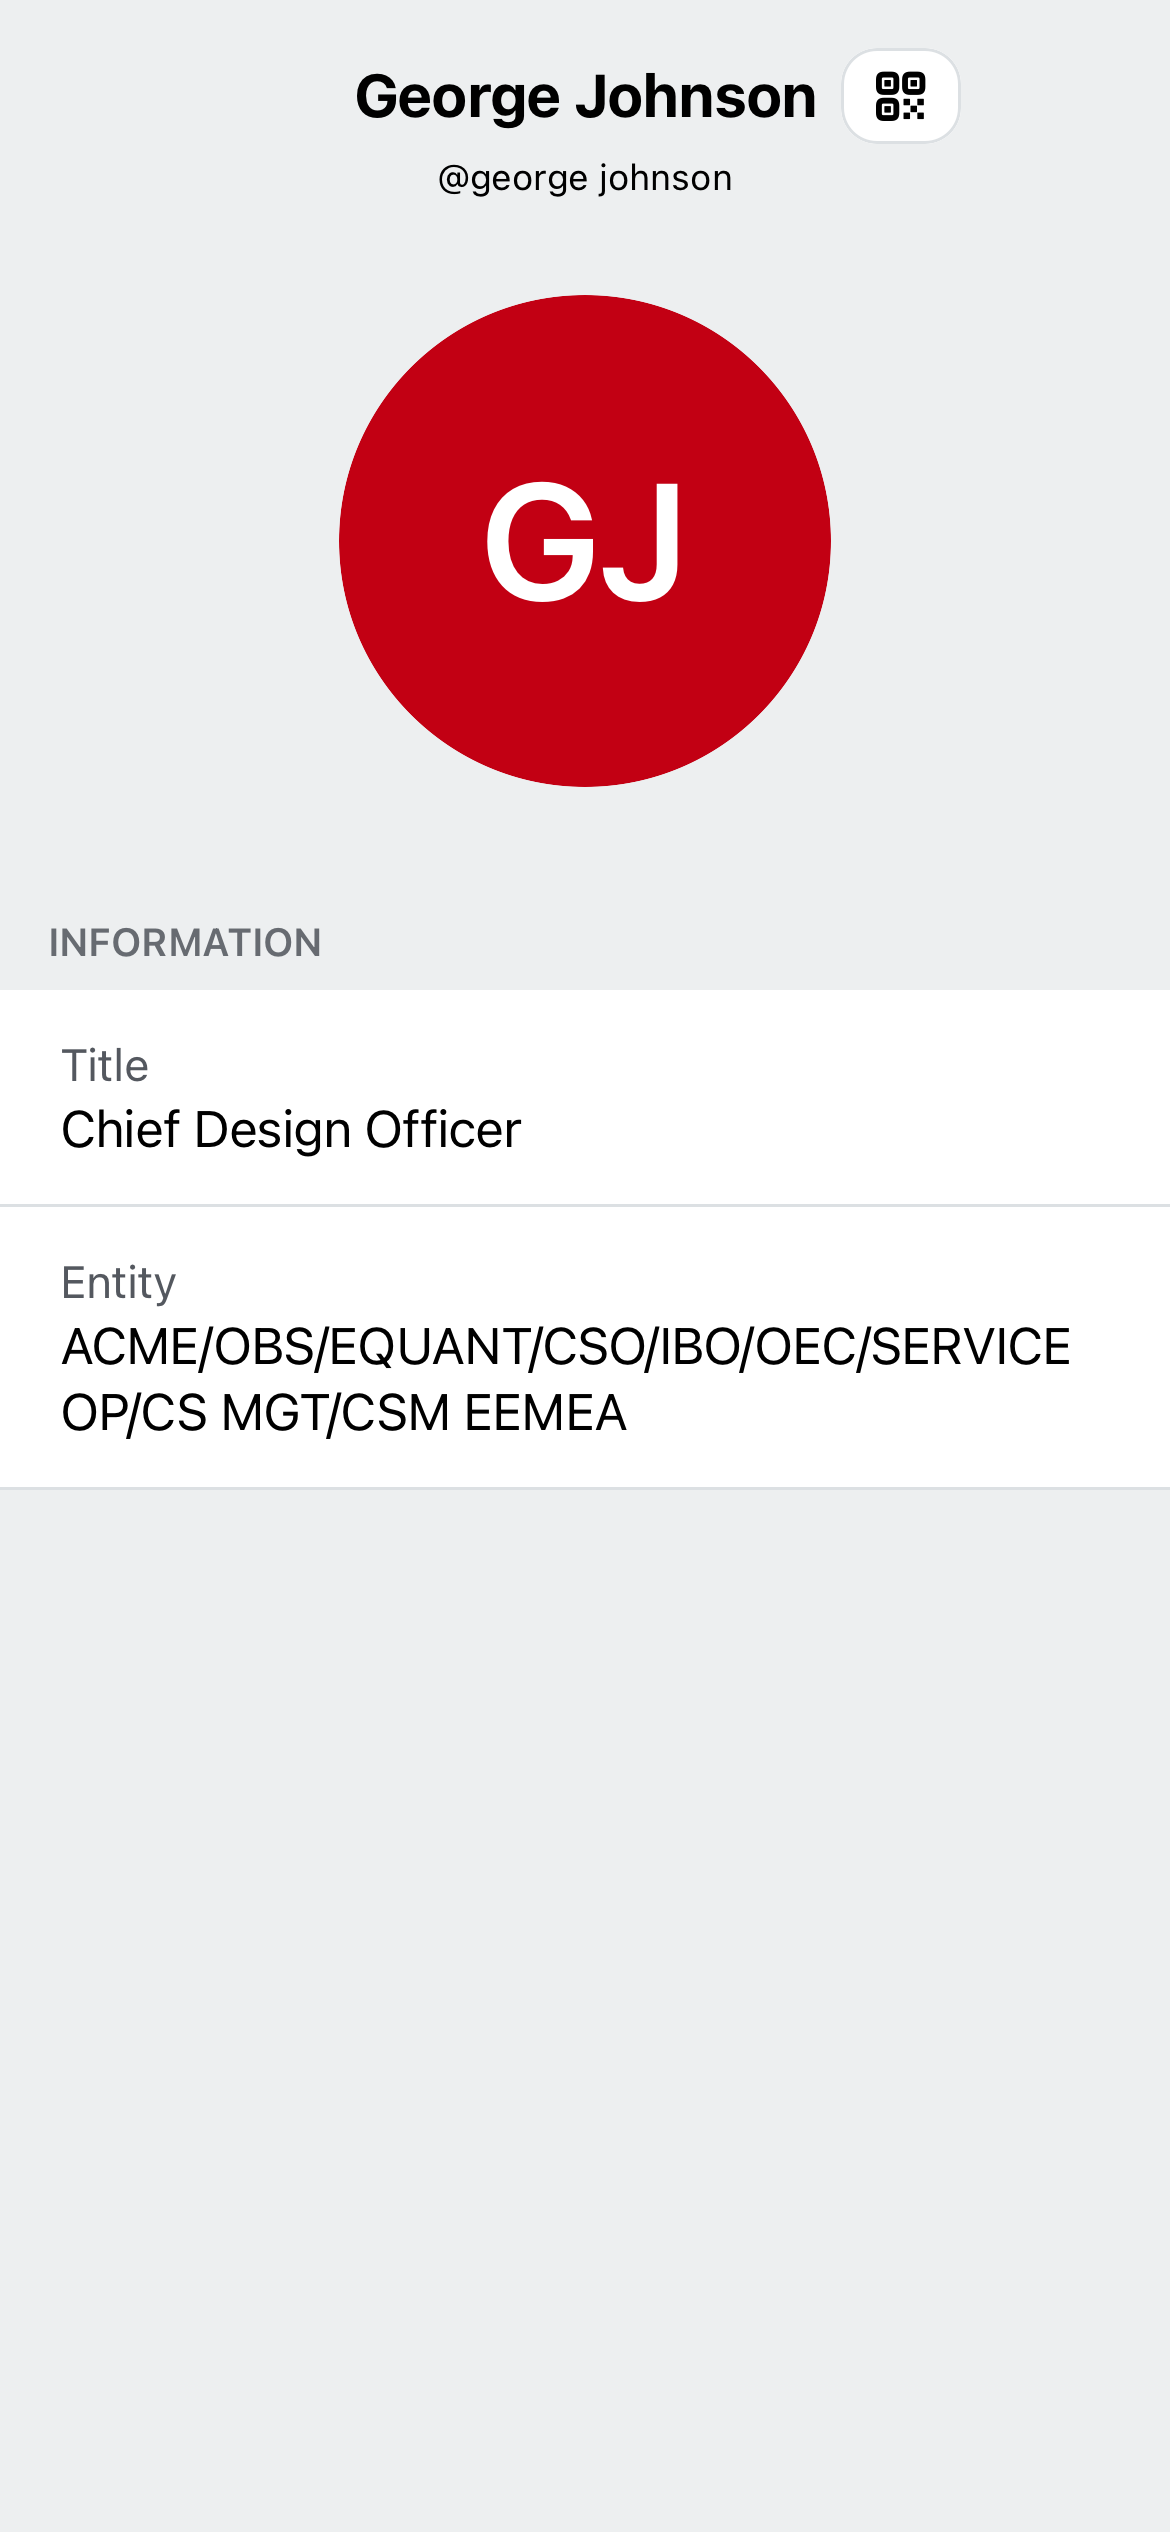 George Johnson
@george johnson
GJ
INFORMATION
Title
Chief Design Officer
Entity
ACME/OBS/EQUANT/CSO/IBO/OEC/SERVICE
OP/CS MGT/CSM EEMEA